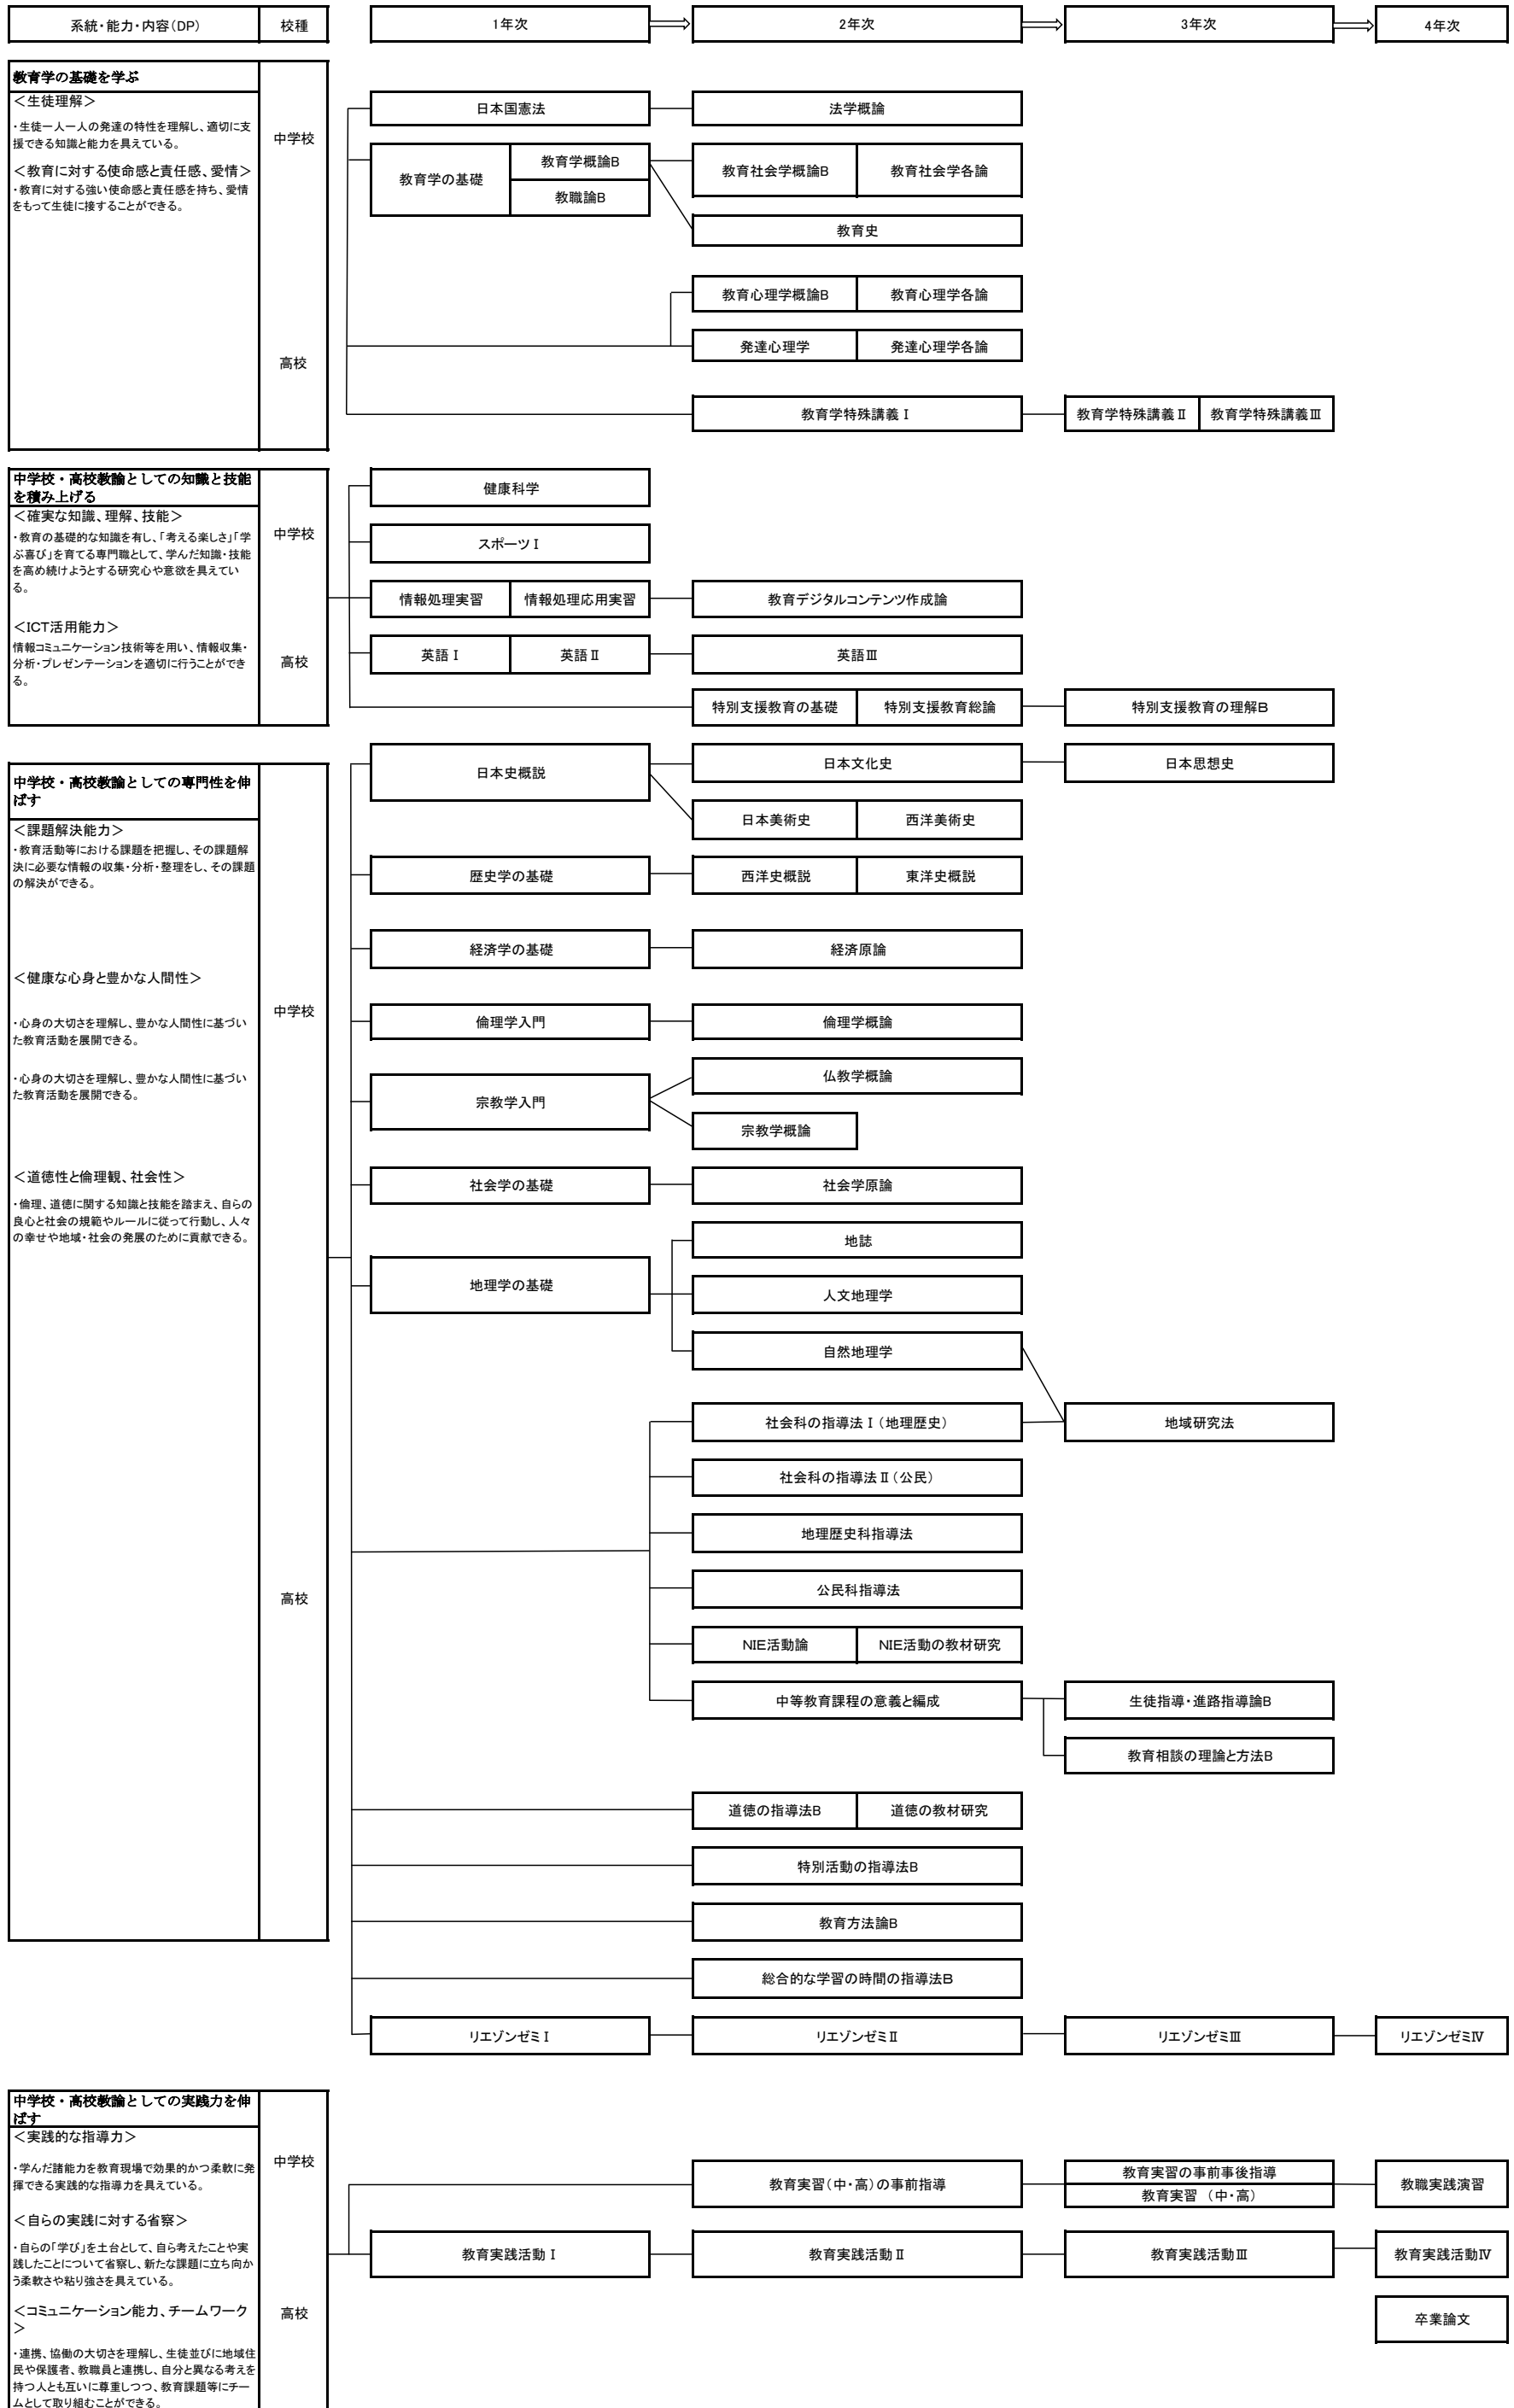 系統・能力・内容(DP)
校種
1年次
2年次
3年次
4年次
教育学の基礎を学ぶ
＜生徒理解＞
・生徒一人一人の発達の特性を理解し、適切に支
援できる知識と能力を具えている。
＜教育に対する使命感と責任感、愛情＞
・教育に対する強い使命感と責任感を持ち、愛情
をもって生徒に接することができる。
中学校
高校
日本国憲法
法学概論
教育学の基礎
教育学概論B
教職論B
教育社会学概論B
教育社会学各論
教育史
教育心理学概論B
教育心理学各論
発達心理学
発達心理学各論
教育学特殊講義Ⅰ
教育学特殊講義Ⅱ
教育学特殊講義Ⅲ
中学校・高校教諭としての知識と技能
を積み上げる
＜確実な知識、理解、技能＞
・教育の基礎的な知識を有し、「考える楽しさ」「学
ぶ喜び」を育てる専門職として、学んだ知識・技能
を高め続けようとする研究心や意欲を具えてい
る。
＜ICT活用能力＞
情報コミュニケーション技術等を用い、情報収集・
分析・プレゼンテーションを適切に行うことができ
る。
中学校
高校
健康科学
スポーツⅠ
情報処理実習
情報処理応用実習
教育デジタルコンテンツ作成論
英語Ⅰ
英語Ⅱ
英語Ⅲ
特別支援教育の基礎
特別支援教育総論
特別支援教育の理解B
中学校・高校教諭としての専門性を伸
ばす
＜課題解決能力＞
・教育活動等における課題を把握し、その課題解
決に必要な情報の収集・分析・整理をし、その課題
の解決ができる。
＜健康な心身と豊かな人間性＞
・心身の大切さを理解し、豊かな人間性に基づい
た教育活動を展開できる。
・心身の大切さを理解し、豊かな人間性に基づい
た教育活動を展開できる。
＜道徳性と倫理観、社会性＞
・倫理、道徳に関する知識と技能を踏まえ、自らの
良心と社会の規範やルールに従って行動し、人々
の幸せや地域・社会の発展のために貢献できる。
中学校
高校
日本史概説
日本文化史
日本思想史
日本美術史
西洋美術史
歴史学の基礎
西洋史概説
東洋史概説
経済学の基礎
経済原論
倫理学入門
倫理学概論
宗教学入門
仏教学概論
宗教学概論
社会学の基礎
社会学原論
地理学の基礎
地誌
人文地理学
自然地理学
社会科の指導法Ⅰ（地理歴史）
地域研究法
社会科の指導法Ⅱ（公民）
地理歴史科指導法
公民科指導法
NIE活動論
NIE活動の教材研究
中等教育課程の意義と編成
生徒指導・進路指導論B
教育相談の理論と方法B
道徳の指導法B
道徳の教材研究
特別活動の指導法B
教育方法論B
総合的な学習の時間の指導法B
リエゾンゼミⅠ
リエゾンゼミⅡ
リエゾンゼミⅢ
リエゾンゼミⅣ
中学校・高校教諭としての実践力を伸
ばす
＜実践的な指導力＞
・学んだ諸能力を教育現場で効果的かつ柔軟に発
揮できる実践的な指導力を具えている。
＜自らの実践に対する省察＞
・自らの「学び」を土台として、自ら考えたことや実
践したことについて省察し、新たな課題に立ち向か
う柔軟さや粘り強さを具えている。
＜コミュニケーション能力、チームワーク
＞
・連携、協働の大切さを理解し、生徒並びに地域住
民や保護者、教職員と連携し、自分と異なる考えを
持つ人とも互いに尊重しつつ、教育課題等にチー
ムとして取り組むことができる。
中学校
高校
教育実習（中・高）の事前指導
教育実習の事前事後指導
教育実習　（中・高）
教職実践演習
教育実践活動Ⅰ
教育実践活動Ⅱ
教育実践活動Ⅲ
教育実践活動Ⅳ
卒業論文